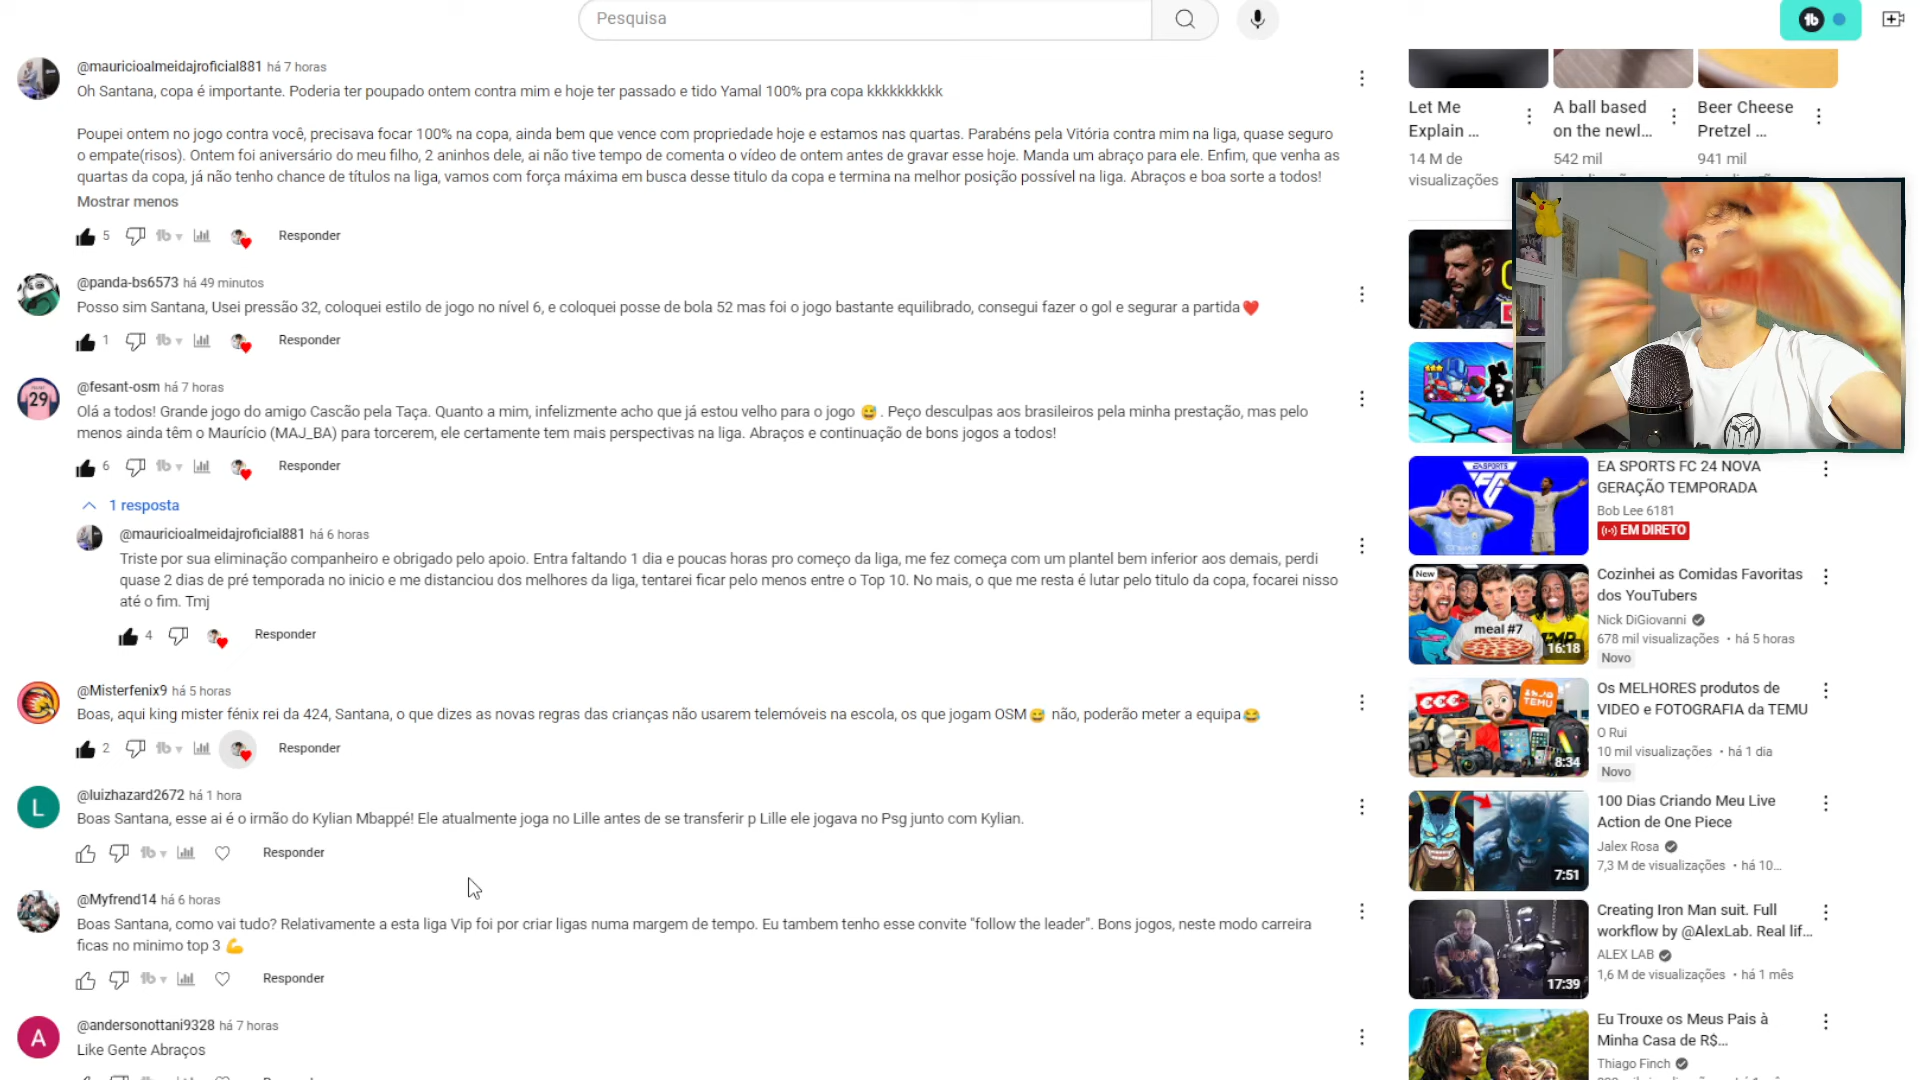 Pesquisa
@mauricioalmeidajroficial881 há 7 horas
Oh Santana, copa é importante. Poderia ter poupado ontem contra mim e hoje ter passado e tido Yamal 100% pra copa kkkkkkkkkk
Poupei ontem no jogo contra você, precisava focar 100% na copa, ainda bem que vence com propriedade hoje e estamos nas quartas. Parabéns pela Vitória contra mim na liga, quase seguro
o empate(risos). Ontem foi aniversário do meu filho, 2 aninhos dele, ai não tive tempo de comenta o vídeo de ontem antes de gravar esse hoje. Manda um abraço para ele. Enfim, que venha as
quartas da copa, já não tenho chance de títulos na liga, vamos com força máxima em busca desse titulo da copa e termina na melhor posição possível na liga. Abraços e boa sorte a todos!
Mostrar menos
5 Responder
@panda-bs6573 há 49 minutos
Posso sim Santana, Usei pressão 32, coloquei estilo de jogo no nível 6, e coloquei posse de bola 52 mas foi o jogo bastante equilibrado, consegui fazer o gol e segurar a partida❤️
1 Responder
@fesant-osm há 7 horas
Olá a todos! Grande jogo do amigo Cascão pela Taça. Quanto a mim, infelizmente acho que já estou velho para o jogo 😅. Peço desculpas aos brasileiros pela minha prestação, mas pelo
menos ainda têm o Maurício (MAJ_BA) para torcerem, ele certamente tem mais perspectivas na liga. Abraços e continuação de bons jogos a todos!
6 Responder
1 resposta
@mauricioalmeidajroficial881 há 6 horas
Triste por sua eliminação companheiro e obrigado pelo apoio. Entra faltando 1 dia e poucas horas pro começo da liga, me fez começa com um plantel bem inferior aos demais, perdi
quase 2 dias de pré temporada no inicio e me distanciou dos melhores da liga, tentarei ficar pelo menos entre o Top 10. No mais, o que me resta é lutar pelo titulo da copa, focarei nisso
até o fim. Tmj
4 Responder
@Misterfenix9 há 5 horas
Boas, aqui king mister fénix rei da 424, Santana, o que dizes as novas regras das crianças não usarem telemóveis na escola, os que jogam OSM😅 não, poderão meter a equipa😂
2 Responder
L
@luizhazard2672 há 1 hora
Boas Santana, esse ai é o irmão do Kylian Mbappé! Ele atualmente joga no Lille antes de se transferir p Lille ele jogava no Psg junto com Kylian.
Responder
@Myfrend14 há 6 horas
Boas Santana, como vai tudo? Relativamente a esta liga Vip foi por criar ligas numa margem de tempo. Eu tambem tenho esse convite "follow the leader". Bons jogos, neste modo carreira
ficas no minimo top 3 💪
Responder
A
@andersonottani9328 há 7 horas
Like Gente Abraços
29
Let Me
Explain ...
14 M de
visualizações
A ball based
on the newl...
542 mil
Beer Cheese
Pretzel ...
941 mil
EA SPORTS FC 24 NOVA
GERAÇÃO TEMPORADA
Bob Lee 6181
EM DIRETO
New
meal #7
16:18
Cozinhei as Comidas Favoritas
dos YouTubers
Nick DiGiovanni
678 mil visualizações • há 5 horas
Novo
TEMU
8:34
Os MELHORES produtos de
VIDEO e FOTOGRAFIA da TEMU
O Rui
10 mil visualizações • há 1 dia
Novo
7:51
100 Dias Criando Meu Live
Action de One Piece
Jalex Rosa
7,3 M de visualizações • há 10...
17:39
Creating Iron Man suit. Full
workflow by @AlexLab. Real lif...
ALEX LAB
1,6 M de visualizações • há 1 mês
Eu Trouxe os Meus Pais à
Minha Casa de R$...
Thiago Finch